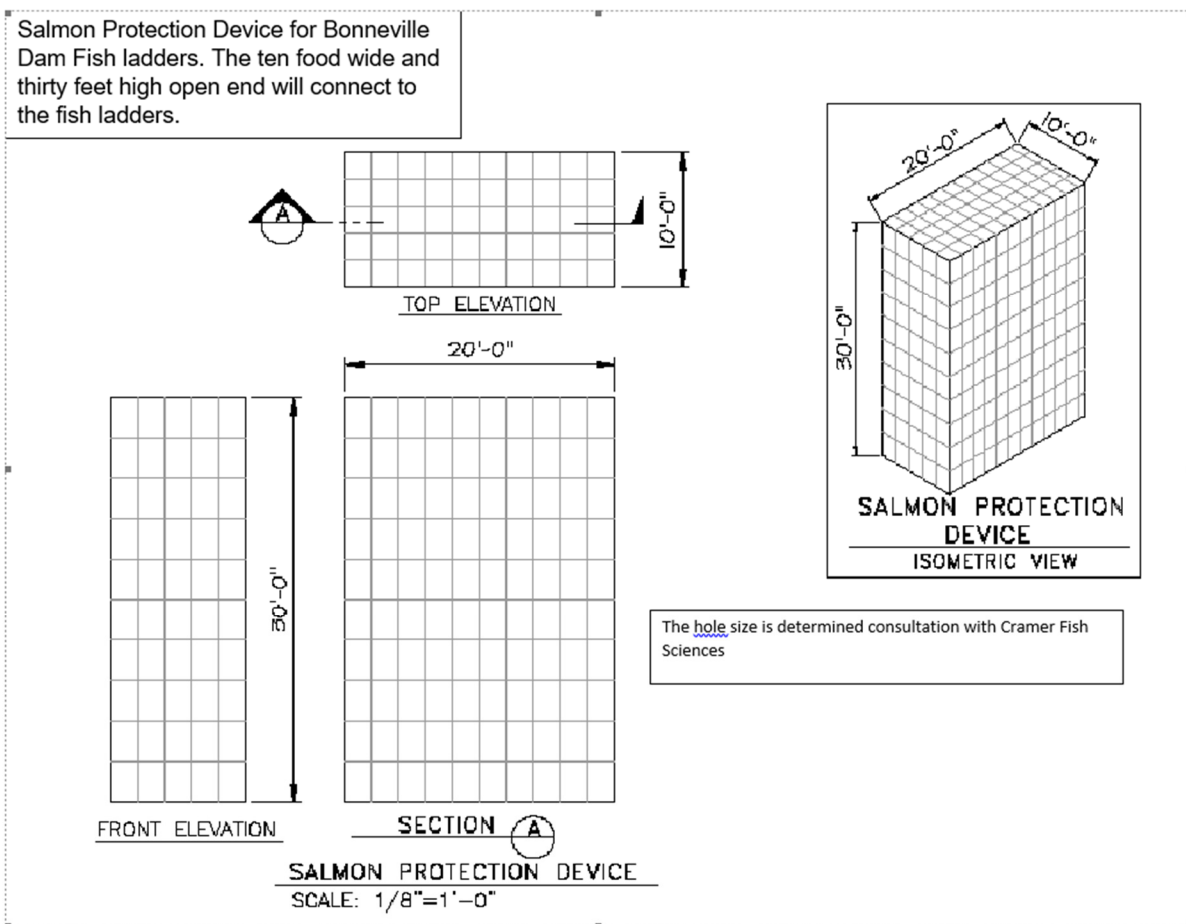 Salmon Protection Device for Bonneville
Dam Fish ladders. The ten food wide and
thirty feet high open end will connect to
the fish ladders.
A
10'-0"
TOP ELEVATION
20'-0"
30'-0"
FRONT ELEVATION
SECTION A
SALMON PROTECTION DEVICE
SCALE: 1/8"=1'-0"
20'-0"
10'-0"
30'-0"
SALMON PROTECTION
DEVICE
ISOMETRIC VIEW
The hole size is determined consultation with Cramer Fish
Sciences